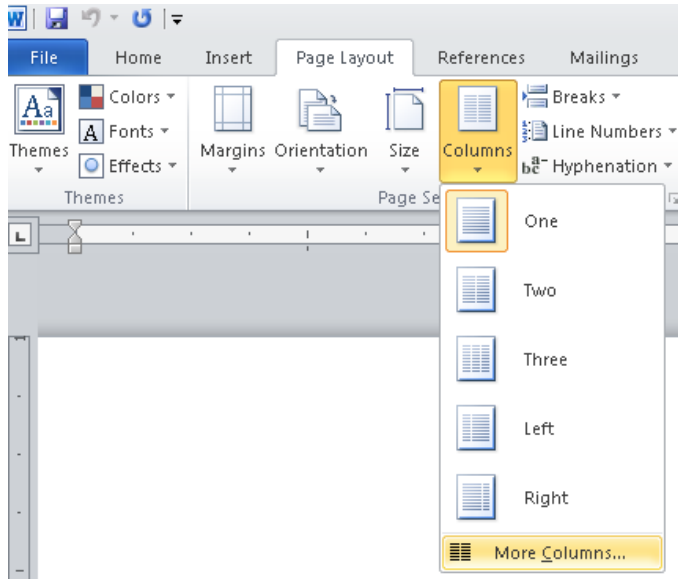 W
File Home Insert Page Layout References Mailings
Aa Colors Breaks
A Fonts Line Numbers
Themes Effects Margins Orientation Size Columns Hyphenation
Themes Page Se
One
Two
Three
Left
Right
More Columns...